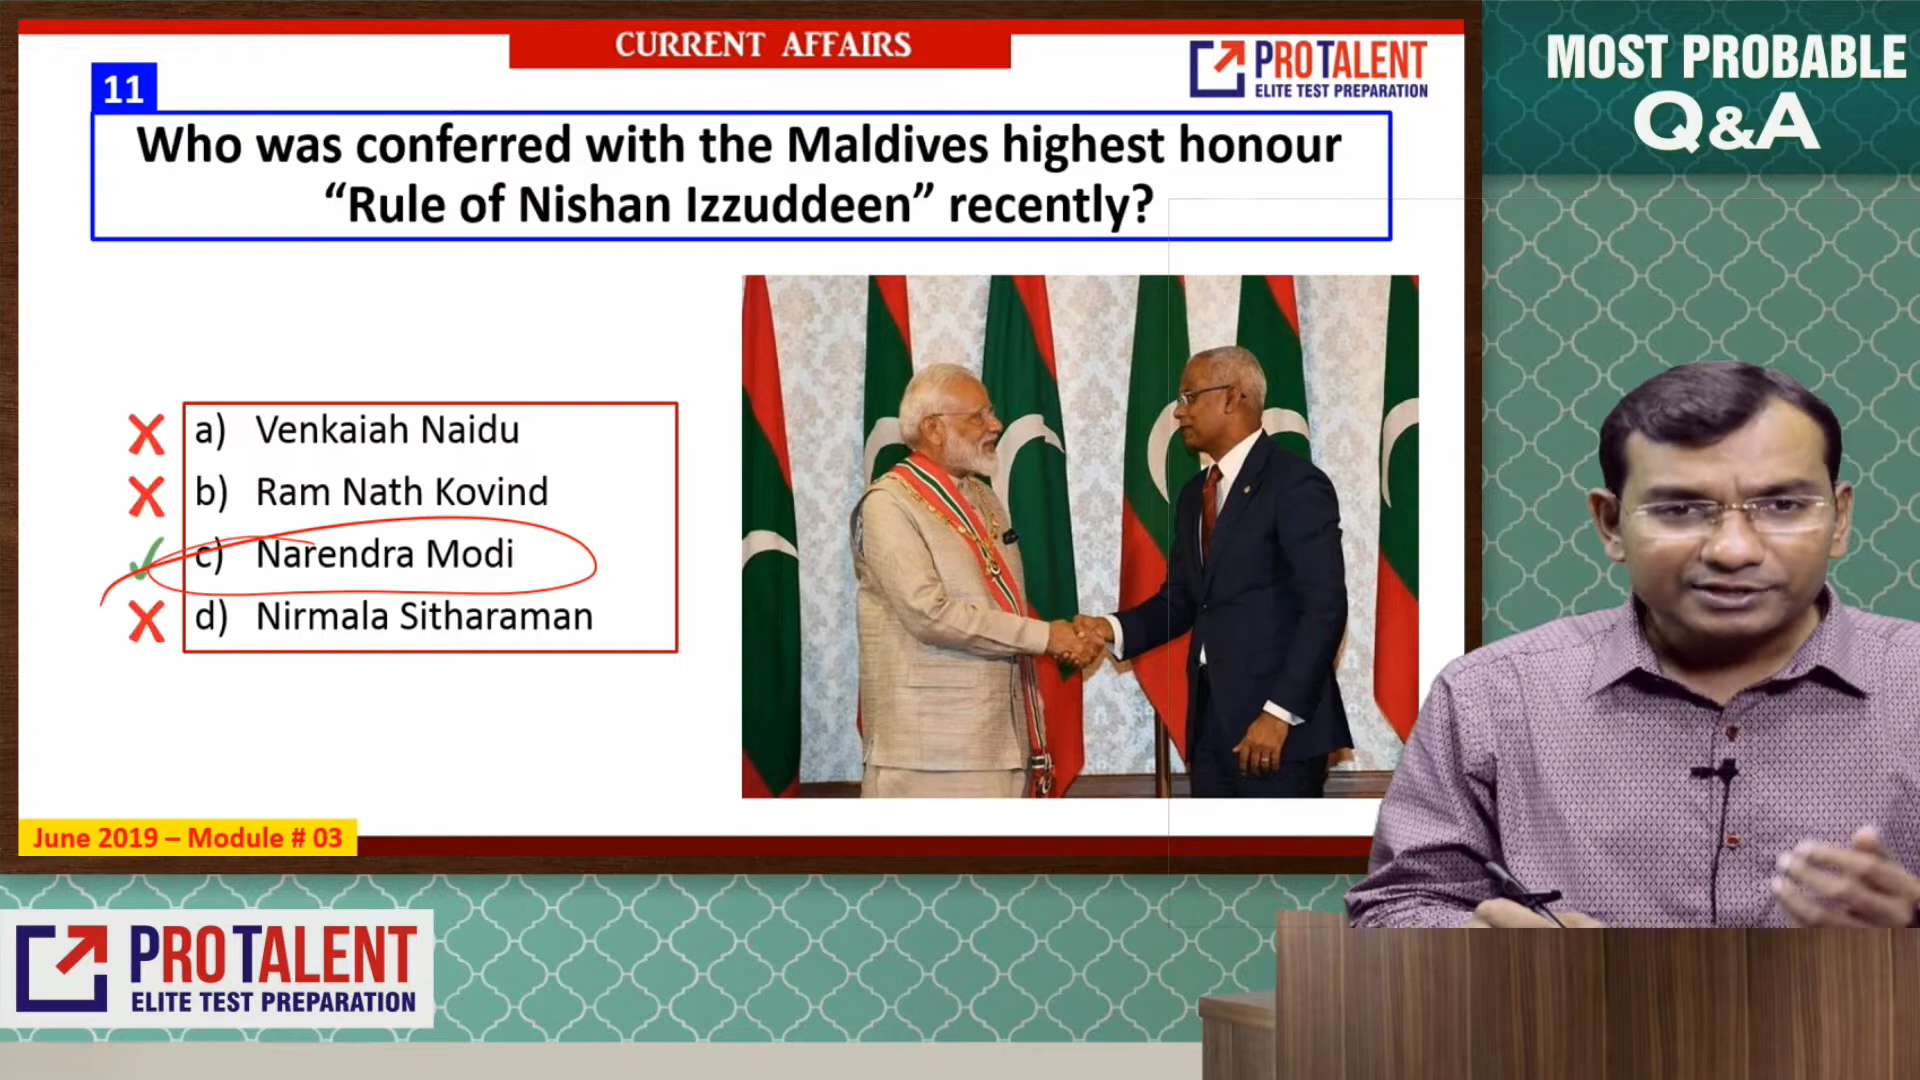 CURRENT AFFAIRS
PROTALENT
ELITE TEST PREPARATION
MOST PROBABLE
Q&A
11
Who was conferred with the Maldives highest honour
“Rule of Nishan Izzuddeen” recently?
a) Venkaiah Naidu
b) Ram Nath Kovind
c) Narendra Modi
d) Nirmala Sitharaman
June 2019 – Module # 03
PROTALENT
ELITE TEST PREPARATION